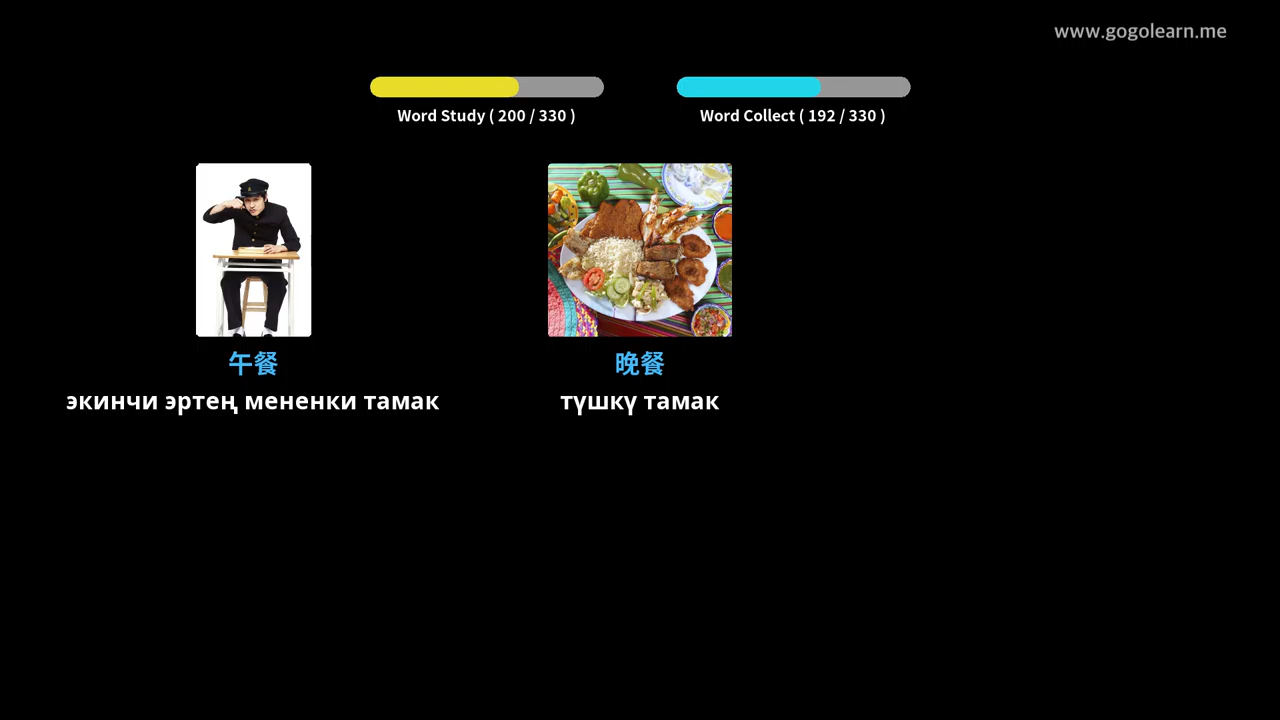 www.gogolearn.me
Word Study ( 200 / 330 )
Word Collect ( 192 / 330 )
午餐
晚餐
экинчи эртең мененки тамак
түшкү тамак